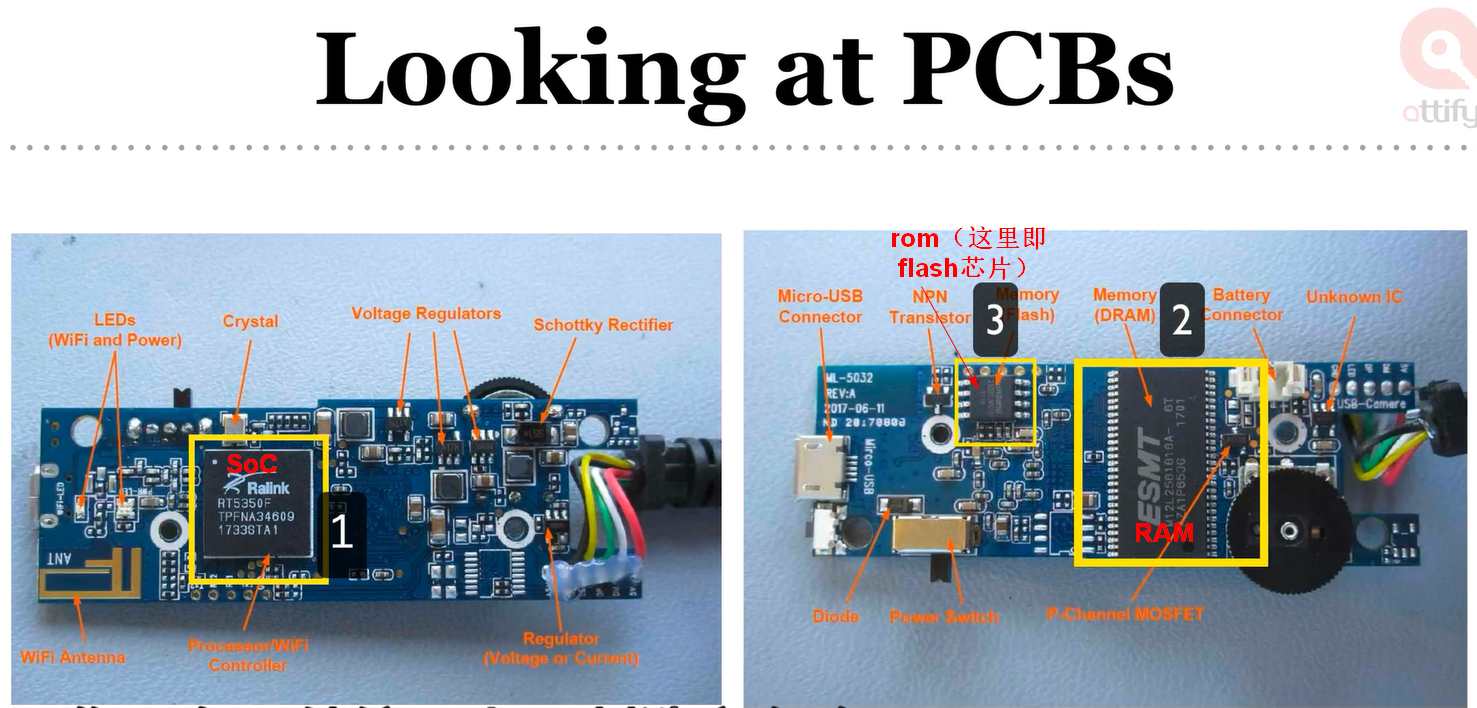 Looking at PCBs
attify
LEDs
(WiFi and Power)
Crystal
Voltage Regulators
Schottky Rectifier
SoC
Ralink
RT5350F
TPFNA34609
1733STA1
1
ANT
WiFi Antenna
Processor/WiFi
Controller
Regulator
(Voltage or Current)
rom（这里即
flash芯片）
Micro-USB
Connector
NPN
Transistor
Memory
Flash)
3
Memory
(DRAM)
2
Battery
Connector
Unknown IC
ML-5032
REV:A
2017-06-11
Mirco-USB
ESMT
RAM
USB-Camera
Diode
Power Switch
P-Channel MOSFET